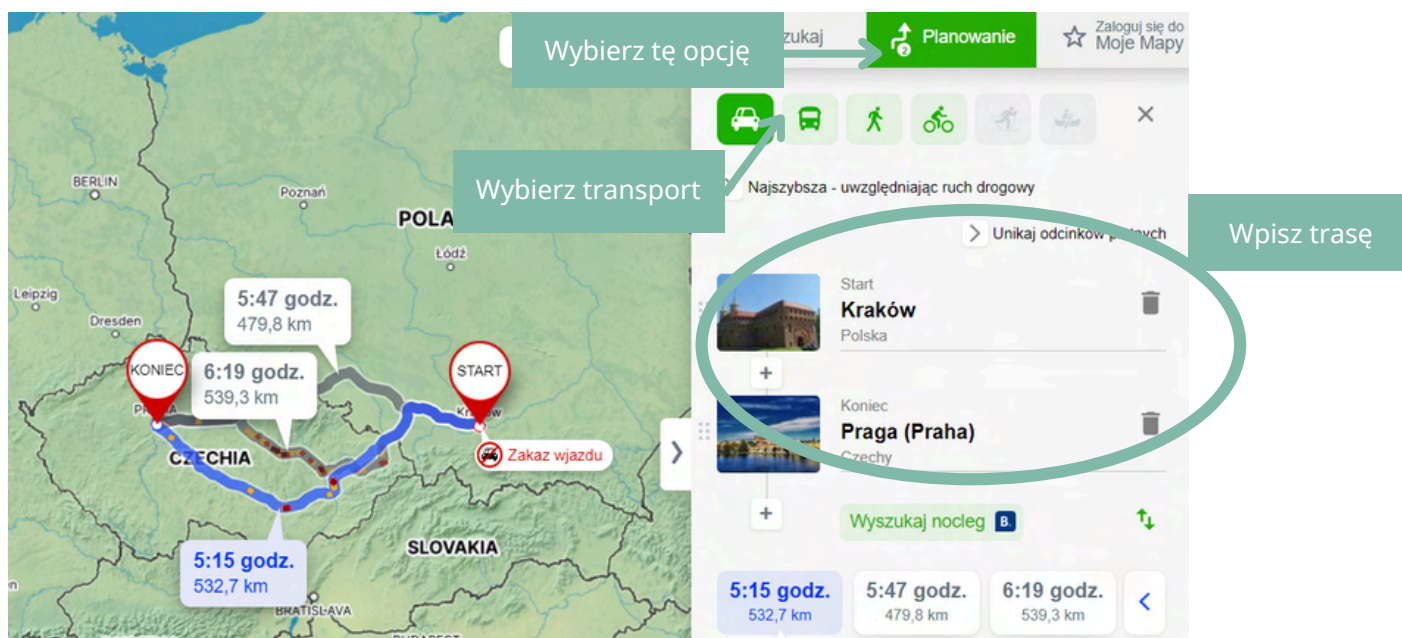 Wybierz tę opcję
Planowanie
Zaloguj się do
Moje Mapy
Wybierz transport
Najszybsza - uwzględniając ruch drogowy
Unikaj odcinków
Wpisz trasę
Start
Kraków
Polska
Koniec
Praga (Praha)
Czechy
Wyszukaj nocleg B.
5:15 godz.
532,7 km
5:47 godz.
479,8 km
6:19 godz.
539,3 km
BERLIN
Poznań
Łódź
Leipzig
Dresden
5:47 godz.
479,8 km
KONIEC
6:19 godz.
539,3 km
START
CZECHIA
Zakaz wjazdu
SLOVAKIA
5:15 godz.
532,7 km
BRATISLAVA
BUDAPEST